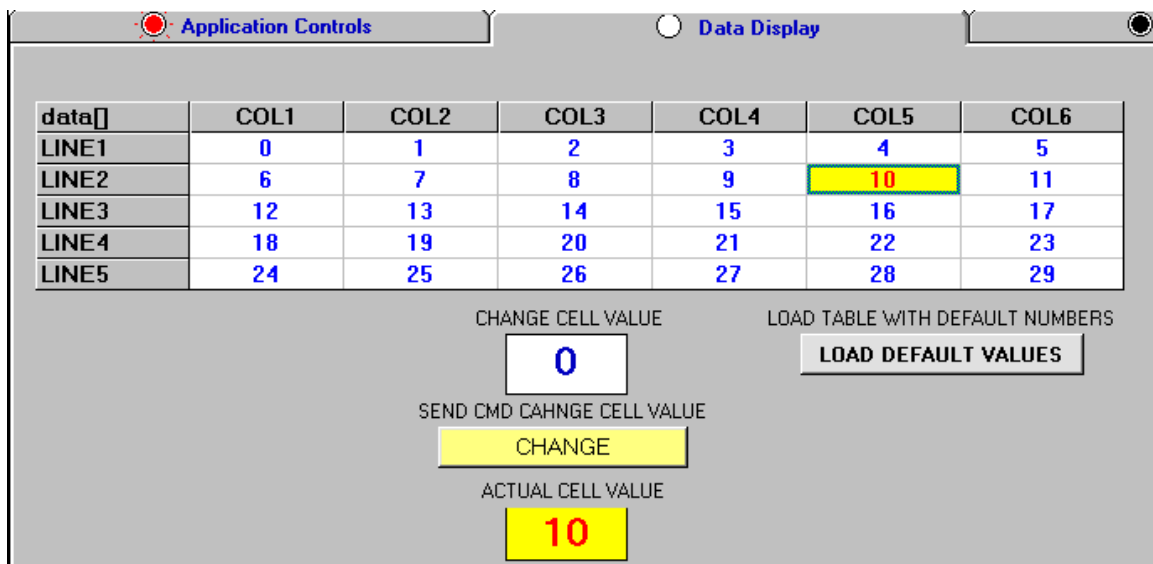 Application Controls Data Display
data[] COL1 COL2 COL3 COL4 COL5 COL6
LINE1 0 1 2 3 4 5
LINE2 6 7 8 9 10 11
LINE3 12 13 14 15 16 17
LINE4 18 19 20 21 22 23
LINE5 24 25 26 27 28 29
CHANGE CELL VALUE LOAD TABLE WITH DEFAULT NUMBERS
0 LOAD DEFAULT VALUES
SEND CMD CAHNGE CELL VALUE
CHANGE
ACTUAL CELL VALUE
10